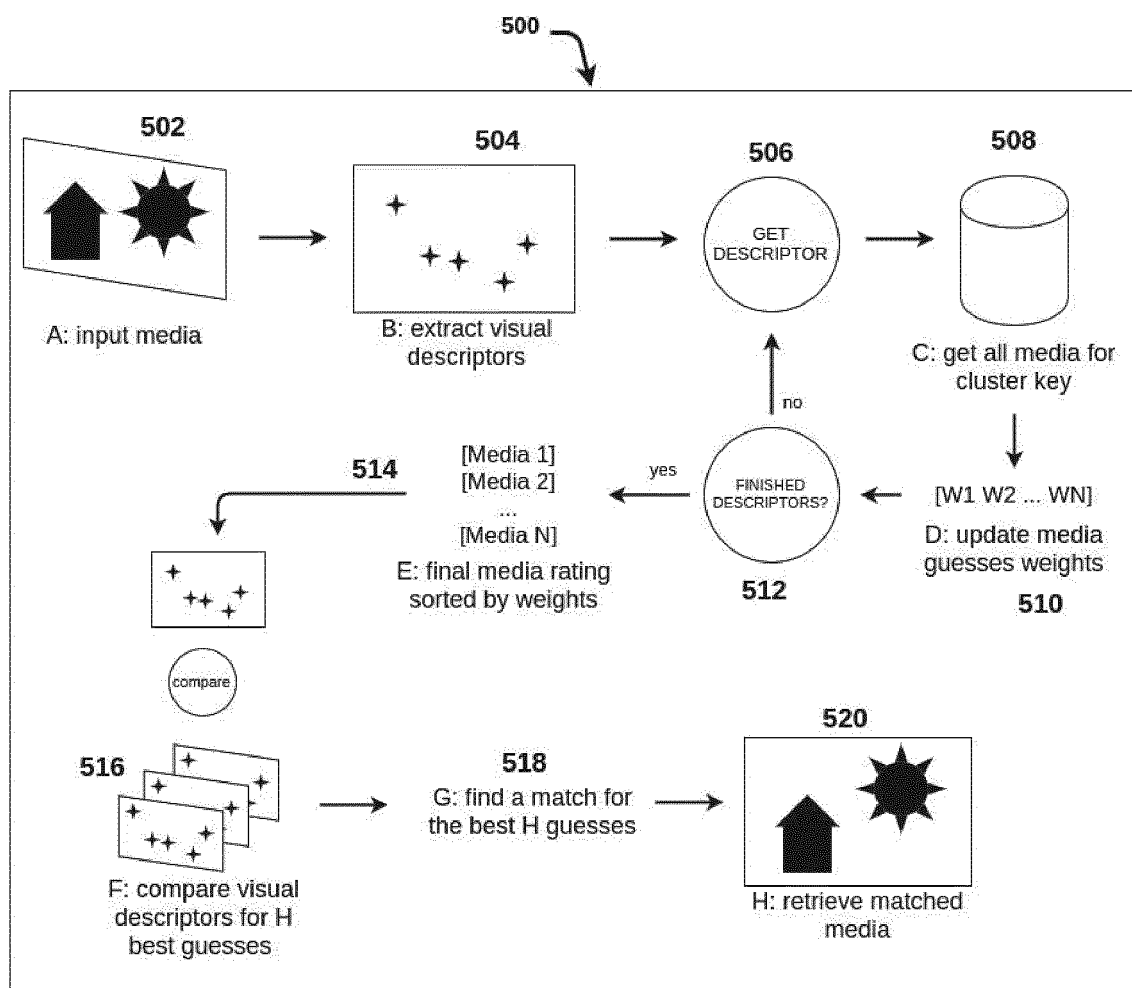 500
502
504
506
508
GET
DESCRIPTOR
A: input media
B: extract visual
descriptors
C: get all media for
cluster key
no
514
[Media 1]
[Media 2]
...
[Media N]
yes
FINISHED
DESCRIPTORS?
[W1 W2 ... WN]
D: update media
guesses weights
E: final media rating
sorted by weights
512
510
compare
516
518
520
G: find a match for
the best H guesses
F: compare visual
descriptors for H
best guesses
H: retrieve matched
media